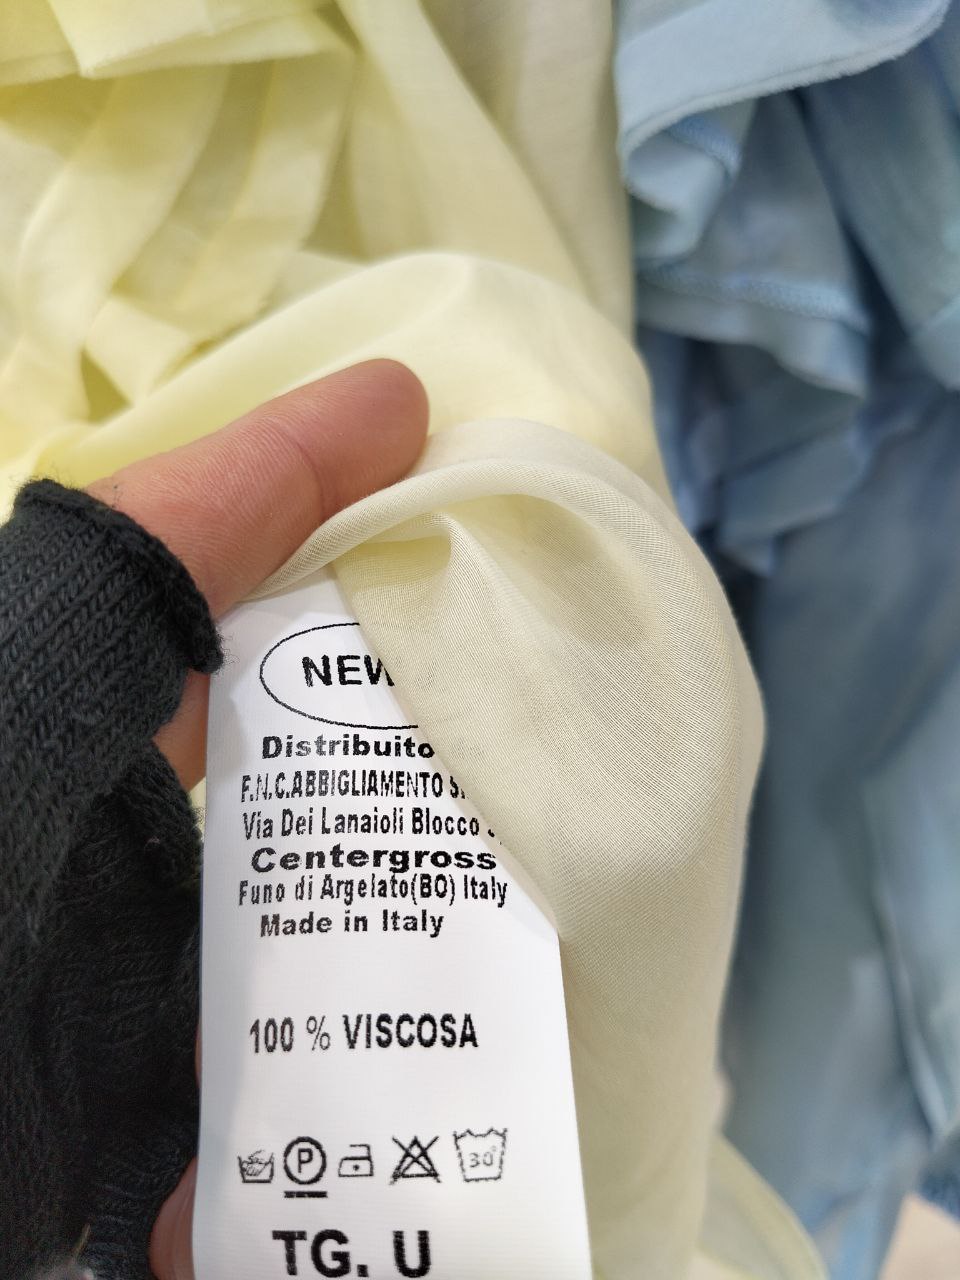 Distribuito
F.N.C.ABBIGLIAMENTO
Via Dei Lanaioli Blocco
Centergross
Funo di Argelato(BO) Italy
Made in Italy
100 % VISCOSA
P
30°
TG. U